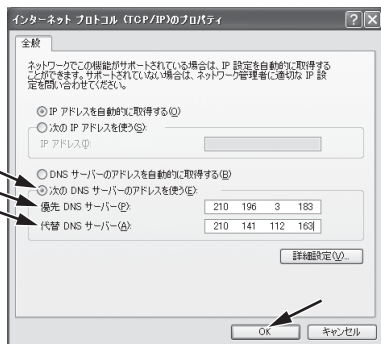 インターネット プロトコル (TCP/IP)のプロパティ
全般
ネットワークでこの機能がサポートされている場合は、IP 設定を自動的に取得する
ことができます。サポートされていない場合は、ネットワーク管理者に適切な IP 設
定を問い合わせてください。
IP アドレスを自動的に取得する(O)
次の IP アドレスを使う(S):
IP アドレス(I):
DNS サーバーのアドレスを自動的に取得する(B)
次の DNS サーバーのアドレスを使う(E):
優先 DNS サーバー(P): 210 196 3 183
代替 DNS サーバー(A): 210 141 112 163
詳細設定(V)...
OK キャンセル